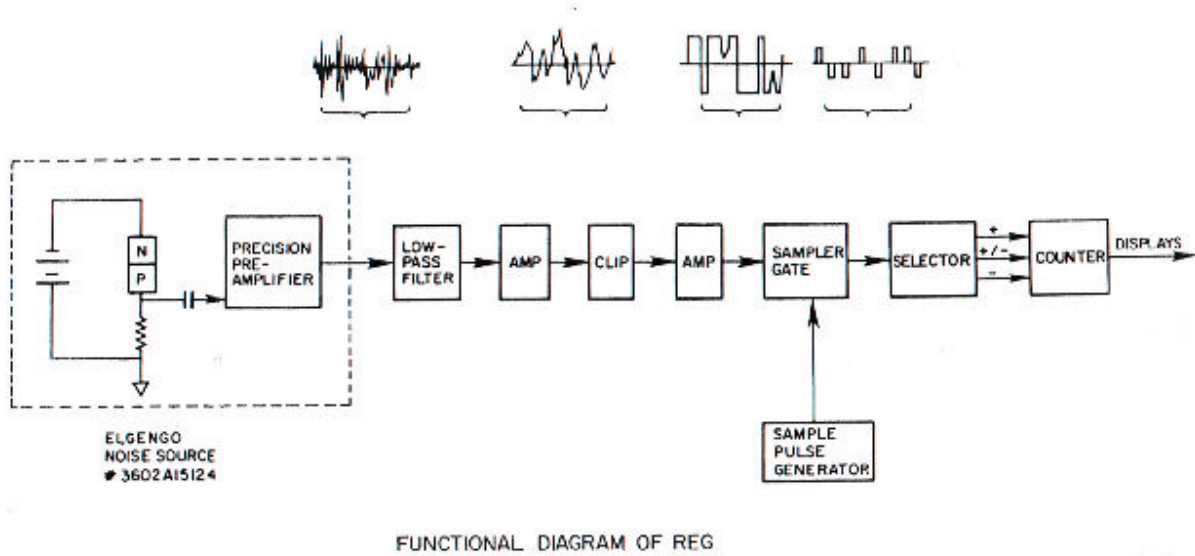 N
P
PRECISION
PRE-
AMPLIFIER
LOW-
PASS
FILTER
AMP
CLIP
AMP
SAMPLER
GATE
SELECTOR
+
+/-
-
COUNTER
DISPLAYS
SAMPLE
PULSE
GENERATOR
ELGENGO
NOISE SOURCE
# 3602A15124
FUNCTIONAL DIAGRAM OF REG